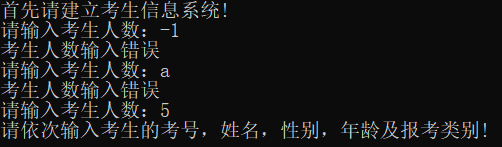 首先请建立考生信息系统!
请输入考生人数：-1
考生人数输入错误
请输入考生人数：a
考生人数输入错误
请输入考生人数：5
请依次输入考生的考号，姓名，性别，年龄及报考类别!